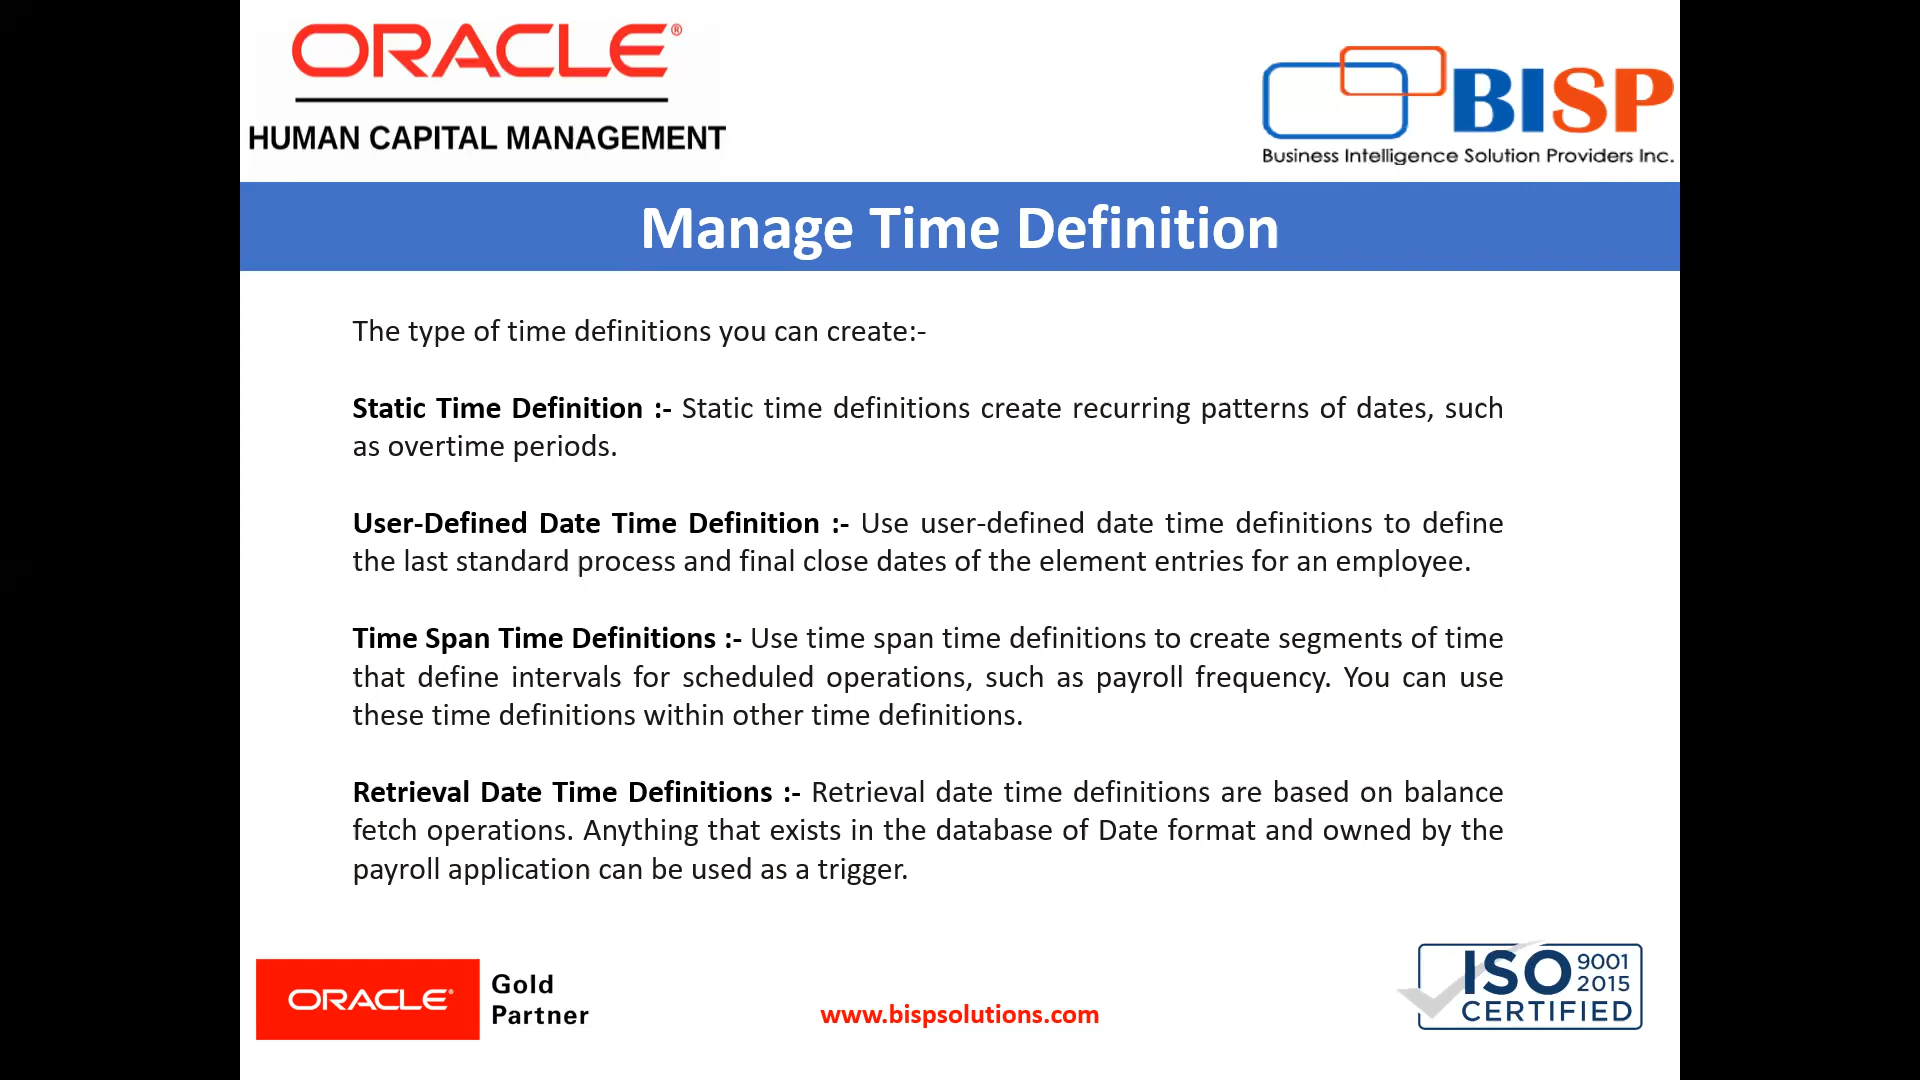 ORACLE®
HUMAN CAPITAL MANAGEMENT
BISP
Business Intelligence Solution Providers Inc.
Manage Time Definition
The type of time definitions you can create:-
Static Time Definition :- Static time definitions create recurring patterns of dates, such
as overtime periods.
User-Defined Date Time Definition :- Use user-defined date time definitions to define
the last standard process and final close dates of the element entries for an employee.
Time Span Time Definitions :- Use time span time definitions to create segments of time
that define intervals for scheduled operations, such as payroll frequency. You can use
these time definitions within other time definitions.
Retrieval Date Time Definitions :- Retrieval date time definitions are based on balance
fetch operations. Anything that exists in the database of Date format and owned by the
payroll application can be used as a trigger.
ORACLE®
Gold
Partner
www.bispsolutions.com
ISO 9001
2015
CERTIFIED